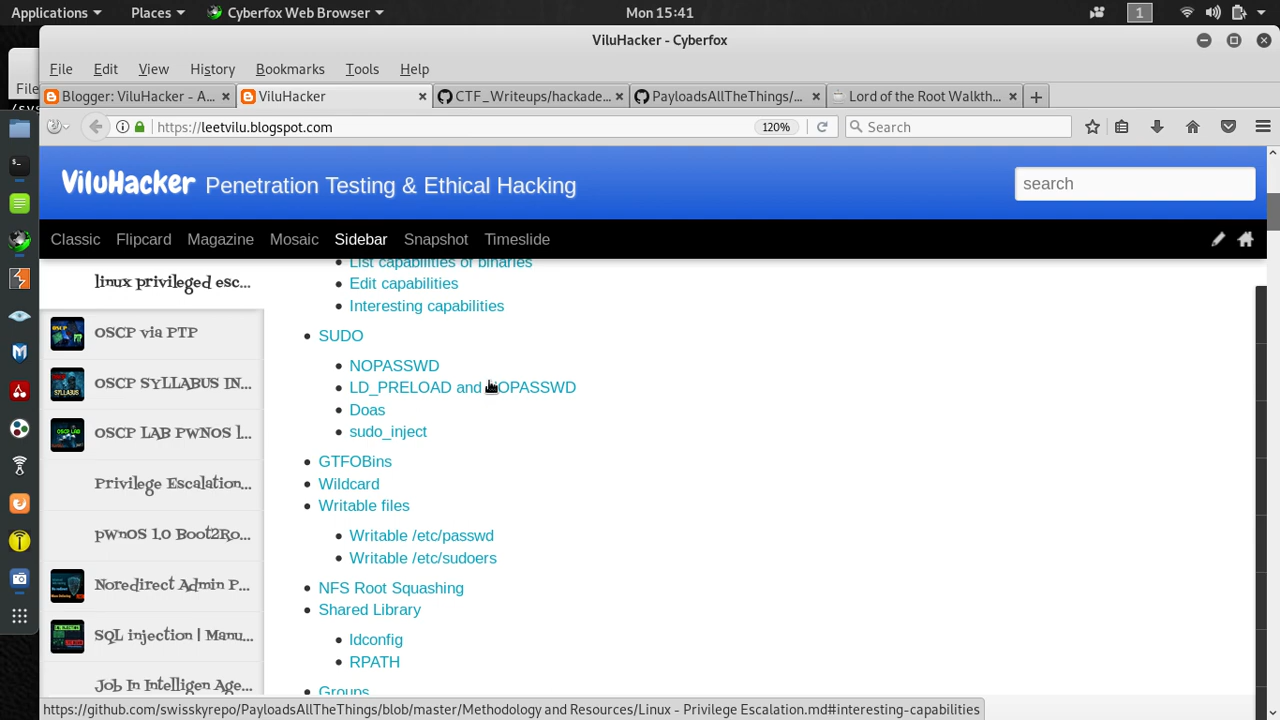 Applications Places Cyberfox Web Browser Mon 15:41 1
ViluHacker - Cyberfox
File
File Edit View History Bookmarks Tools Help
Blogger: ViluHacker - A... ViluHacker CTF_Writeups/hackade... PayloadsAllTheThings/... Lord of the Root Walkth...
https://leetvilu.blogspot.com 120% Search
ViluHacker Penetration Testing & Ethical Hacking search
Classic Flipcard Magazine Mosaic Sidebar Snapshot Timeslide
linux privileged esc...
OSCP via PTP
OSCP SYLLABUS IN...
OSCP LAB PWNOS 1...
Privilege Escalation...
pWnOS 1.0 Boot2Ro...
Noredirect Admin P...
SQL injection | Manu...
Job In Intelligen Age...
List capabilities of binaries
Edit capabilities
Interesting capabilities
SUDO
NOPASSWD
LD_PRELOAD and NOPASSWD
Doas
sudo_inject
GTFOBins
Wildcard
Writable files
Writable /etc/passwd
Writable /etc/sudoers
NFS Root Squashing
Shared Library
ldconfig
RPATH
Groups
https://github.com/swisskyrepo/PayloadsAllTheThings/blob/master/Methodology and Resources/Linux - Privilege Escalation.md#interesting-capabilities